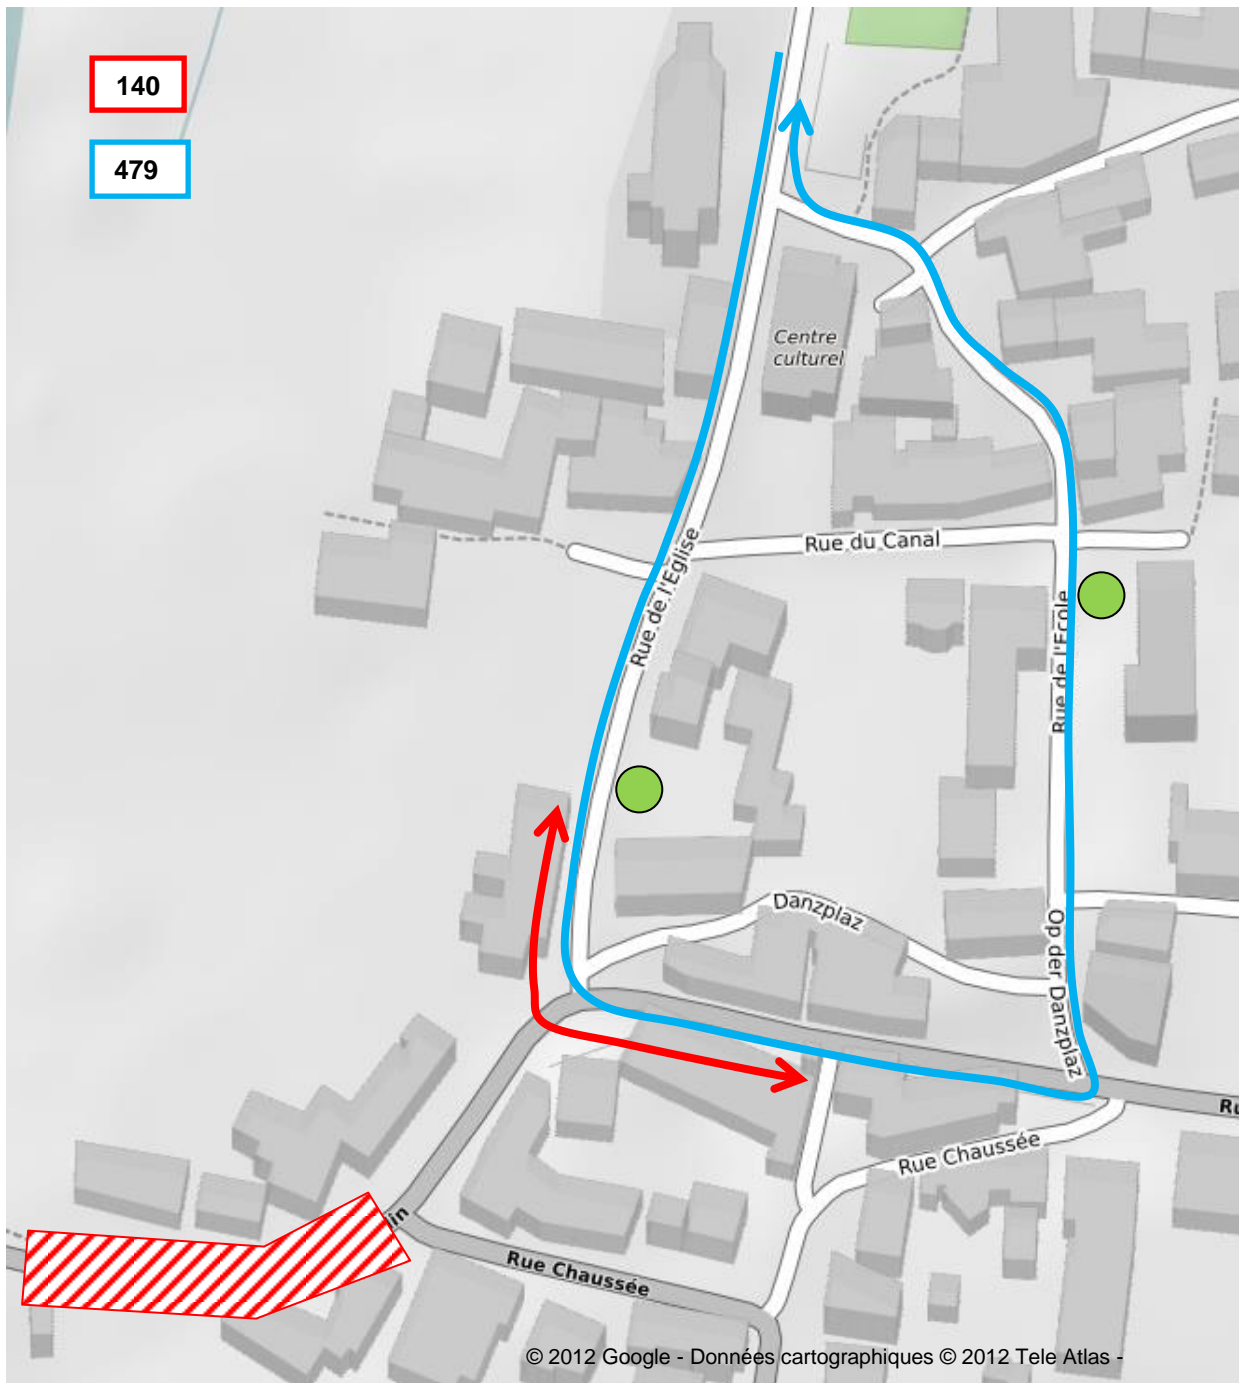 140
479
Centre
culturel
Rue du Canal
Rue de l'Eglise
Rue de l'Ecole
Danzplaz
Op der Danzplaz
Rue Chaussée
in
Rue Chaussée
© 2012 Google - Données cartographiques © 2012 Tele Atlas -